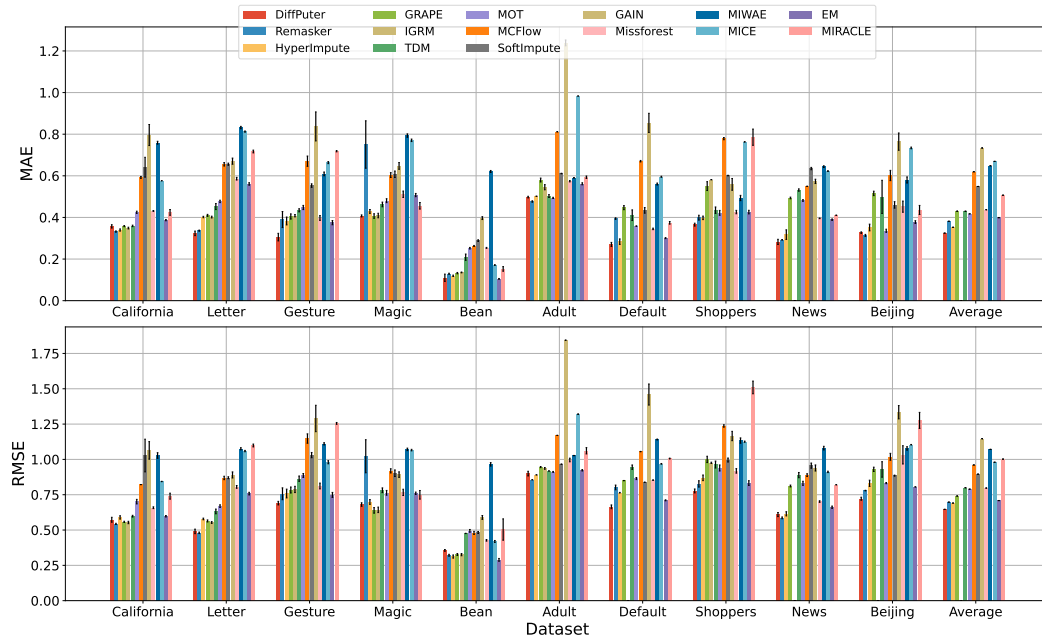 DiffPuter GRAPE MOT GAIN MIWAE EM
Remasker IGRM MCFlow Missforest MICE MIRACLE
HyperImpute TDM SoftImpute
1.2
1.0
0.8
0.6
0.4
0.2
0.0
MAE
California Letter Gesture Magic Bean Adult Default Shoppers News Beijing Average
1.75
1.50
1.25
1.00
0.75
0.50
0.25
0.00
RMSE
California Letter Gesture Magic Bean Adult Default Shoppers News Beijing Average
Dataset